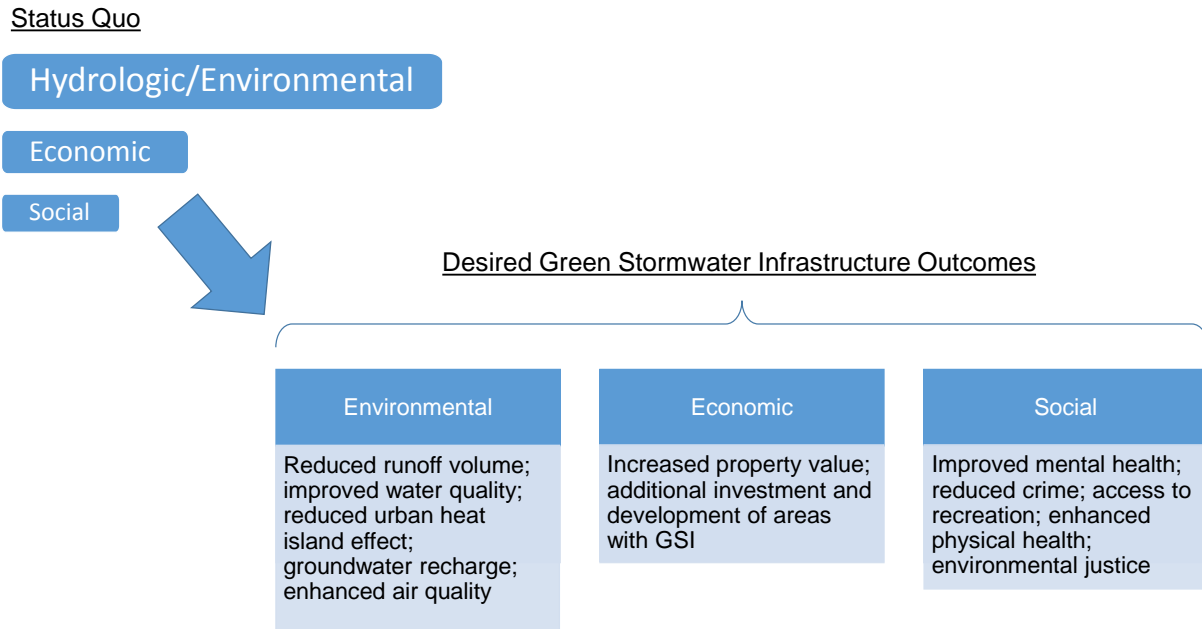 Status Quo
Hydrologic/Environmental
Economic
Social
Desired Green Stormwater Infrastructure Outcomes
Environmental
Reduced runoff volume;
improved water quality;
reduced urban heat
island effect;
groundwater recharge;
enhanced air quality
Economic
Increased property value;
additional investment and
development of areas
with GSI
Social
Improved mental health;
reduced crime; access to
recreation; enhanced
physical health;
environmental justice